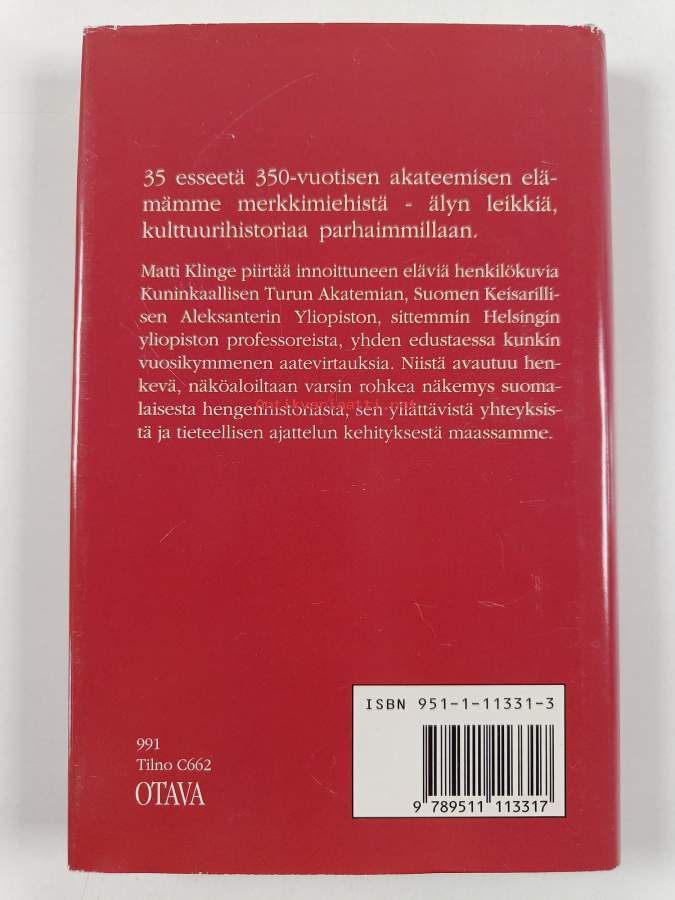 35 esseetä 350-vuotisen akateemisen elä-
mämme merkkimiehistä - älyn leikkiä,
kulttuurihistoriaa parhaimmillaan.
Matti Klinge piirtää innoittuneen eläviä henkilökuvia
Kuninkaallisen Turun Akatemian, Suomen Keisarilli-
sen Aleksanterin Yliopiston, sittemmin Helsingin
yliopiston professoreista, yhden edustaessa kunkin
vuosikymmenen aatevirtauksia. Niistä avautuu hen-
kevä, näköaloiltaan varsin rohkea näkemys suoma-
laisesta hengenhistoriasta, sen yllättävistä yhteyksis-
tä ja tieteellisen ajattelun kehityksestä maassamme.
Antikvariaatti.net
ISBN 951-1-11331-3
9 789511 113317
991
Tilno C662
OTAVA